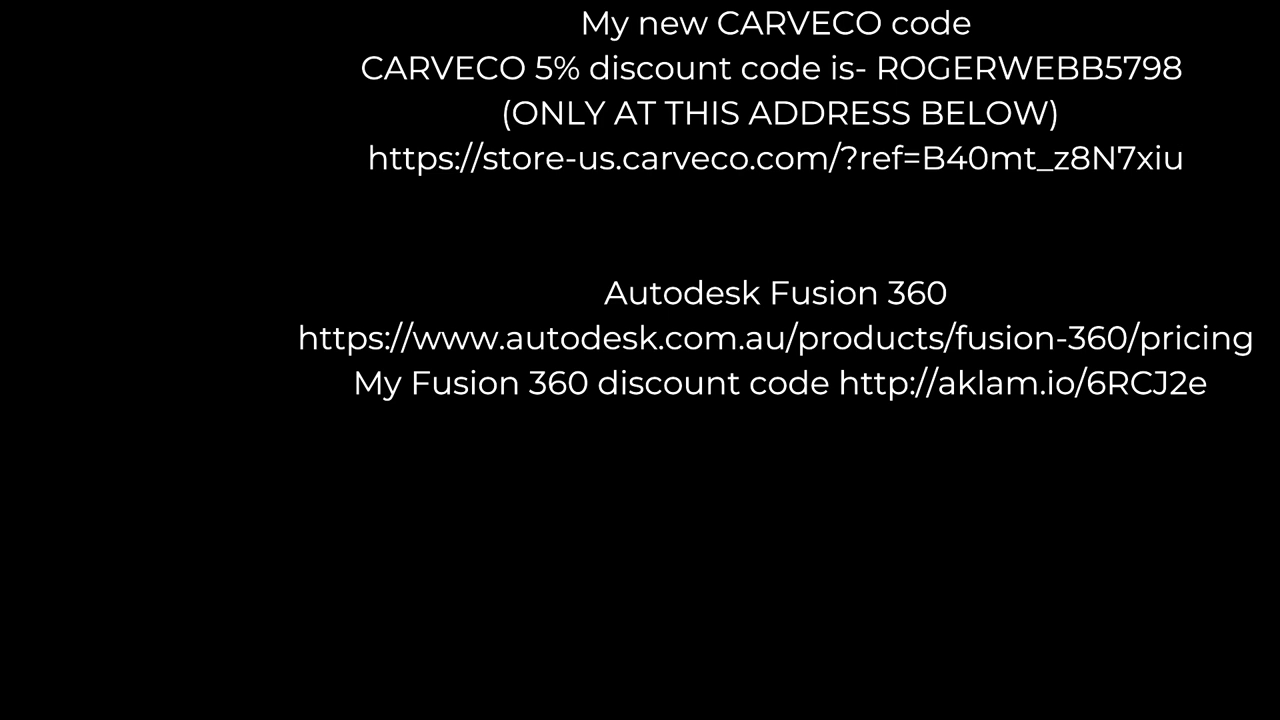 My new CARVECO code
CARVECO 5% discount code is- ROGERWEBB5798
(ONLY AT THIS ADDRESS BELOW)
https://store-us.carveco.com/?ref=B40mt_z8N7xiu
Autodesk Fusion 360
https://www.autodesk.com.au/products/fusion-360/pricing
My Fusion 360 discount code http://aklam.io/6RCJ2e